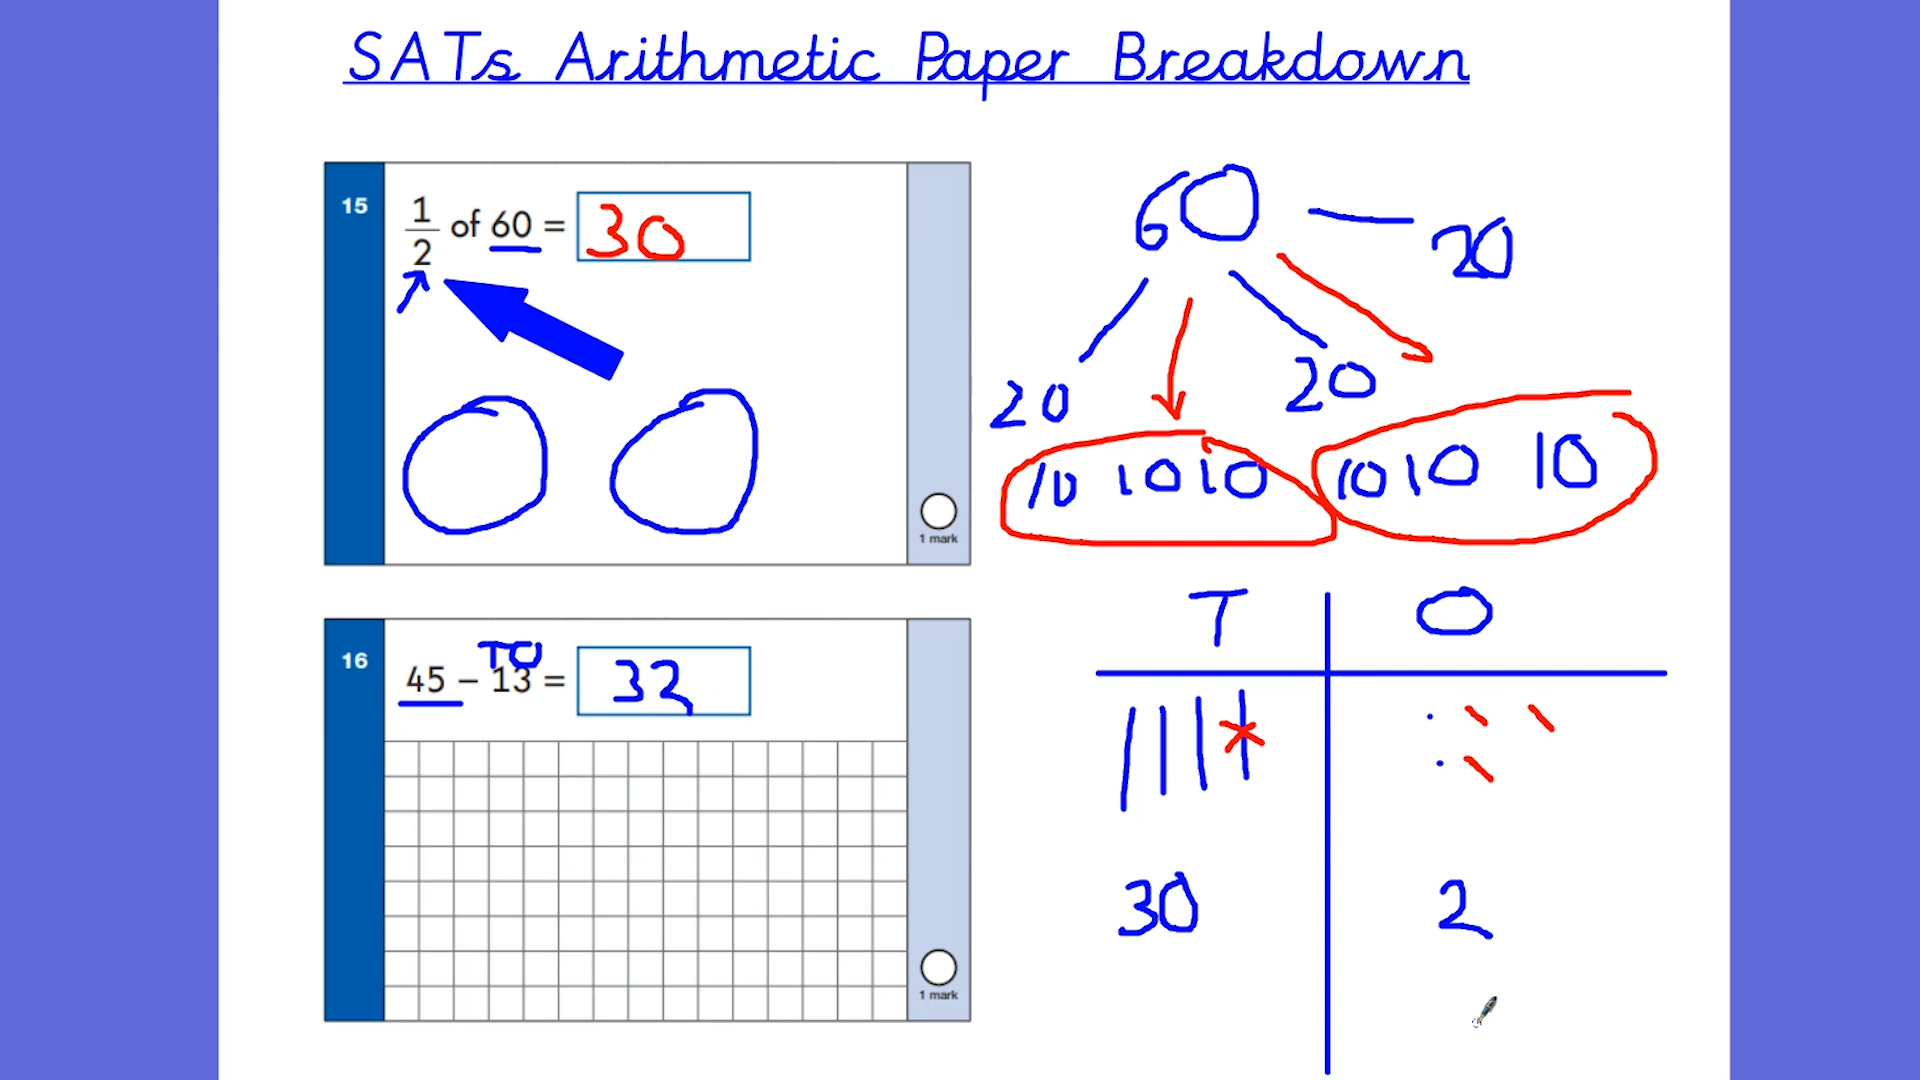 SATs Arithmetic Paper Breakdown
15
1/2 of 60 = 30
1 mark
60
20
20
20
10 10 10 10 10 10
16
TO
45 – 13 = 32
1 mark
T O
30 2